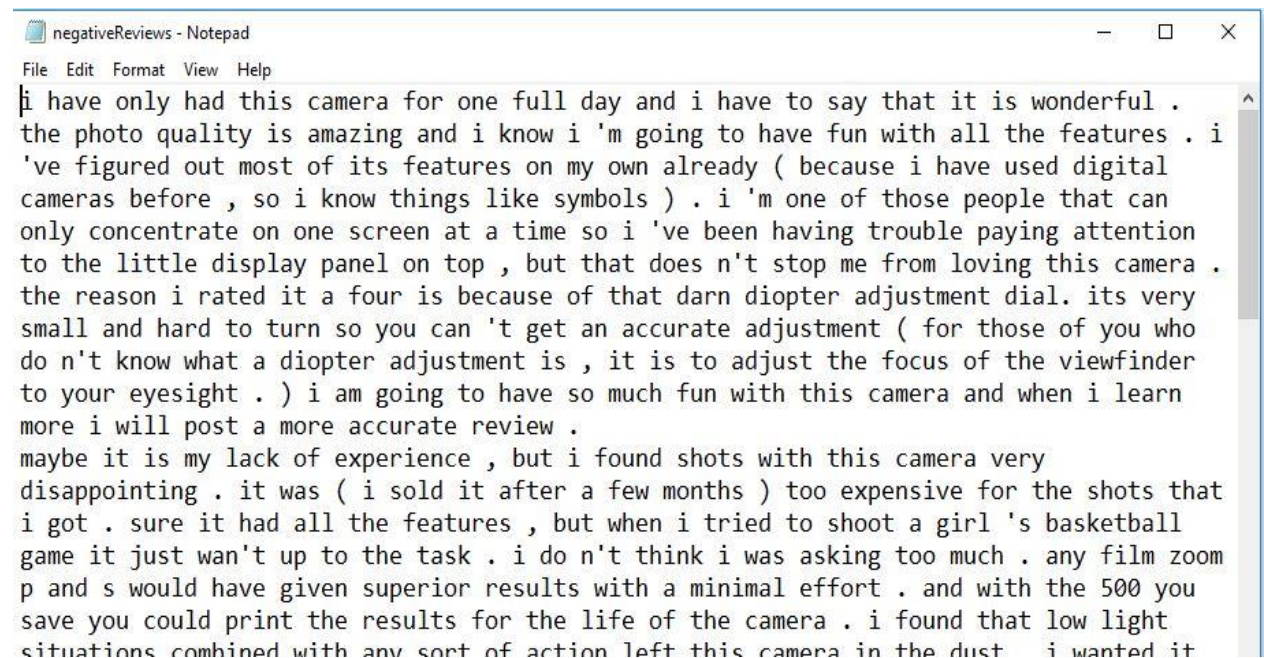 negativeReviews - Notepad
File Edit Format View Help
i have only had this camera for one full day and i have to say that it is wonderful .
the photo quality is amazing and i know i 'm going to have fun with all the features . i
've figured out most of its features on my own already ( because i have used digital
cameras before , so i know things like symbols ) . i 'm one of those people that can
only concentrate on one screen at a time so i 've been having trouble paying attention
to the little display panel on top , but that does n't stop me from loving this camera .
the reason i rated it a four is because of that darn diopter adjustment dial. its very
small and hard to turn so you can 't get an accurate adjustment ( for those of you who
do n't know what a diopter adjustment is , it is to adjust the focus of the viewfinder
to your eyesight . ) i am going to have so much fun with this camera and when i learn
more i will post a more accurate review .
maybe it is my lack of experience , but i found shots with this camera very
disappointing . it was ( i sold it after a few months ) too expensive for the shots that
i got . sure it had all the features , but when i tried to shoot a girl 's basketball
game it just wan't up to the task . i do n't think i was asking too much . any film zoom
p and s would have given superior results with a minimal effort . and with the 500 you
save you could print the results for the life of the camera . i found that low light
situations combined with any sort of action left this camera in the dust . i wanted it